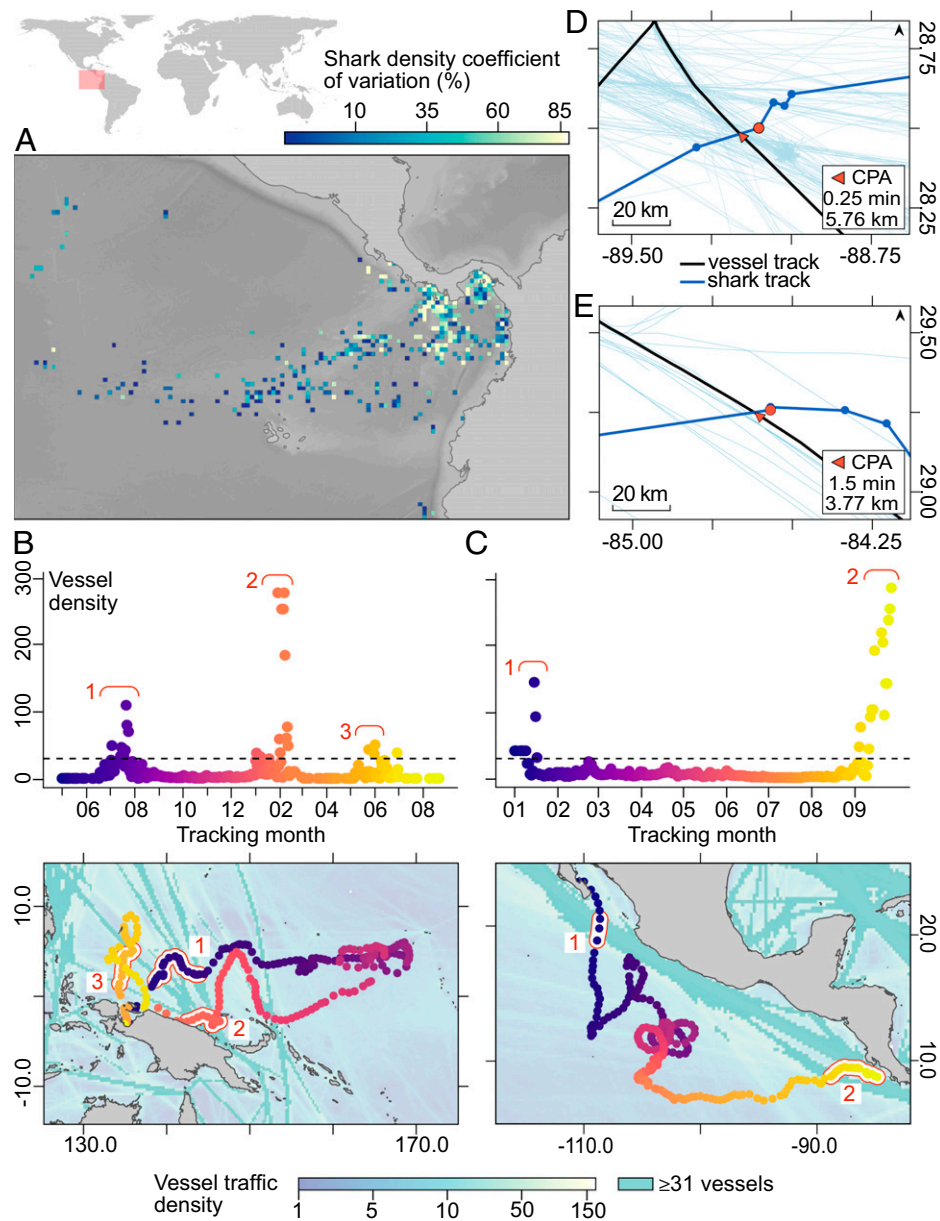 Shark density coefficient
of variation (%)
10 35 60 85
A
D
28.75
28.25
CPA
0.25 min
5.76 km
20 km
-89.50 -88.75
vessel track
shark track
E
29.50
29.00
CPA
1.5 min
3.77 km
20 km
-85.00 -84.25
B
Vessel
density
300
200
100
0
1
2
3
06 08 10 12 02 04 06 08
Tracking month
C
1
2
01 02 03 04 05 06 07 08 09
Tracking month
10.0
-10.0
1
2
3
130.0 170.0
20.0
10.0
1
2
-110.0 -90.0
Vessel traffic
density
1 5 10 50 150
≥31 vessels